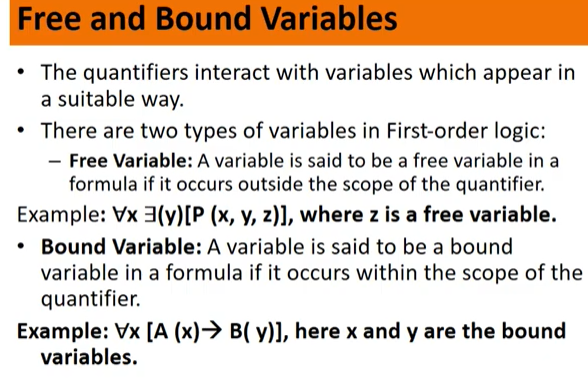 Free and Bound Variables
• The quantifiers interact with variables which appear in
a suitable way.
• There are two types of variables in First-order logic:
– Free Variable: A variable is said to be a free variable in a
formula if it occurs outside the scope of the quantifier.
Example: ∀x ∃(y)[P (x, y, z)], where z is a free variable.
• Bound Variable: A variable is said to be a bound
variable in a formula if it occurs within the scope of the
quantifier.
Example: ∀x [A (x)→ B( y)], here x and y are the bound
variables.